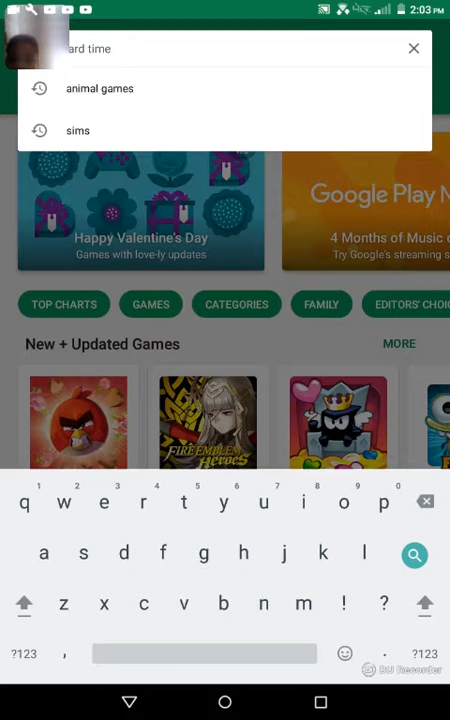 2:03 PM
ard time
animal games
sims
Happy Valentine's Day
Games with love-ly updates
Google Play M
4 Months of Music
Try Google's streaming s
TOP CHARTS
GAMES
CATEGORIES
FAMILY
EDITORS' CHOI
New + Updated Games
MORE
FIRE EMBLEM
Heroes
1 2 3 4 5 6 7 8 9 0
q w e r t y u i o p
a s d f g h j k l
z x c v b n m ! ?
?123 , . ?123
DU Recorder